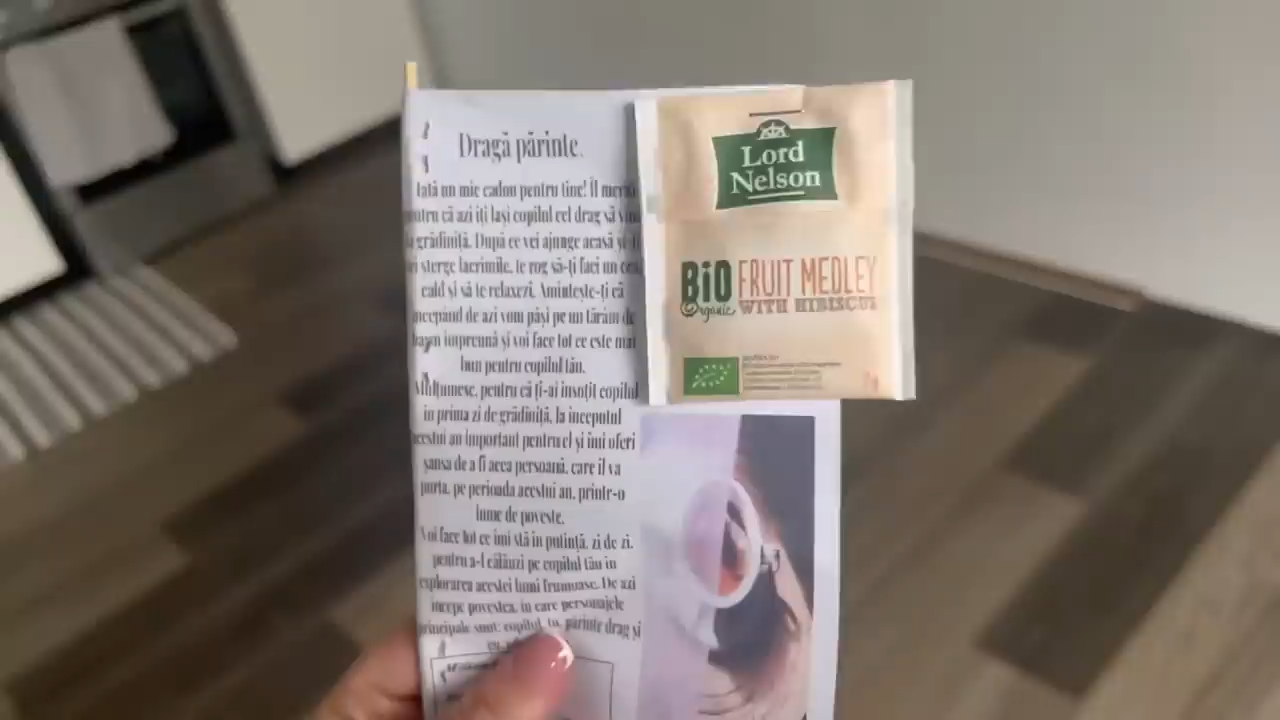 Dragă părinte,
Iată un mic cadou pentru tine! Îl meriți
pentru că azi iți lași copilul cel drag să vină
la grădiniță. După ce vei ajunge acasă și-ți
vei șterge lacrimile, te rog să-ți faci un ceai
cald și să te relaxezi. Amintește-ți că
începând de azi vom păși pe un tărâm de
basm împreună și voi face tot ce este mai
bun pentru copilul tău.
Mulțumesc, pentru că ți-ai însoțit copilul
în prima zi de grădiniță, la începutul
acestui an important pentru el și îmi oferi
șansa de a fi acea persoană, care îl va
purta, pe perioada acestui an, printr-o
lume de poveste.
Voi face tot ce îmi stă în putință, zi de zi,
pentru a-l călăuzi pe copilul tău în
explorarea acestei lumi frumoase. De azi
începe povestea, în care personajele
principale sunt: copilul, tu, părinte drag și
Lord
Nelson
BIO
Organic
FRUIT MEDLEY
WITH HIBISCUS